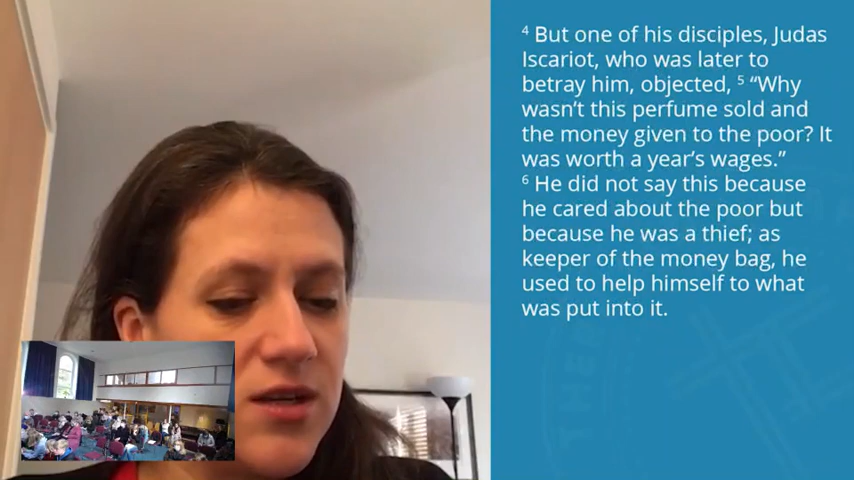 ⁴ But one of his disciples, Judas
Iscariot, who was later to
betray him, objected, ⁵ “Why
wasn’t this perfume sold and
the money given to the poor? It
was worth a year’s wages.”
⁶ He did not say this because
he cared about the poor but
because he was a thief; as
keeper of the money bag, he
used to help himself to what
was put into it.